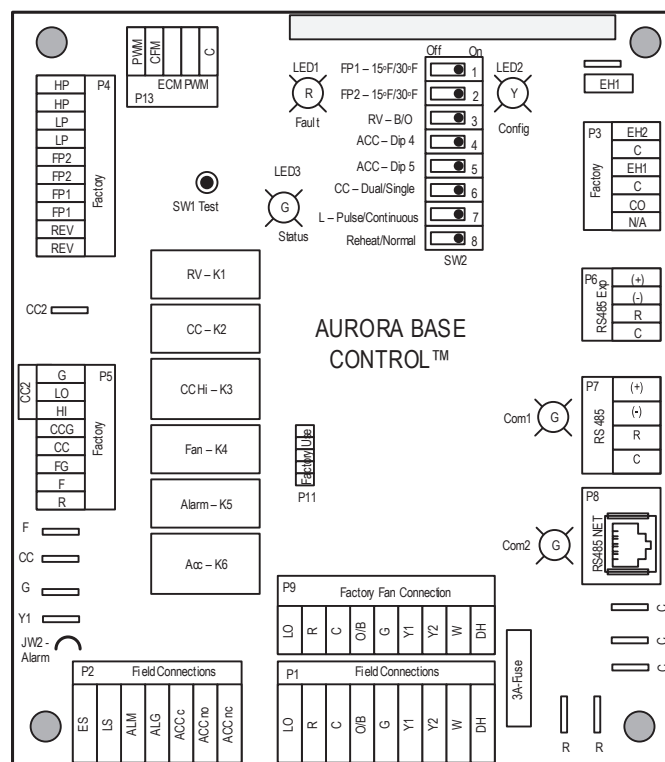 PWM
CFM
ECM PWM
C
P13
LED1
R
Fault
Off
On
FP1 – 15ºF/30ºF
1
FP2 – 15ºF/30ºF
2
RV – B/O
3
ACC – Dip 4
4
ACC – Dip 5
5
CC – Dual/Single
6
L – Pulse/Continuous
7
Reheat/Normal
8
SW2
LED2
Y
Config
EH1
P4
HP
HP
LP
LP
FP2
FP2
FP1
FP1
REV
REV
Factory
SW1 Test
LED3
G
Status
P3
Factory
EH2
C
EH1
C
CO
N/A
CC2
RV – K1
CC – K2
CC Hi – K3
Fan – K4
Alarm – K5
Acc – K6
AURORA BASE
CONTROL™
P6
RS485 Exp
(+)
(-)
R
C
CC2
P5
G
LO
HI
CCG
CC
FG
F
R
Factory
Factory Use
P11
Com1
G
P7
RS 485
(+)
(-)
R
C
Com2
G
P8
RS485 NET
F
CC
G
Y1
JW2 -
Alarm
P9
Factory Fan Connection
LO
R
C
O/B
G
Y1
Y2
W
DH
C
C
C
P2
Field Connections
ES
LS
ALM
ALG
ACC c
ACC no
ACC nc
P1
Field Connections
LO
R
C
O/B
G
Y1
Y2
W
DH
3A-Fuse
R
R